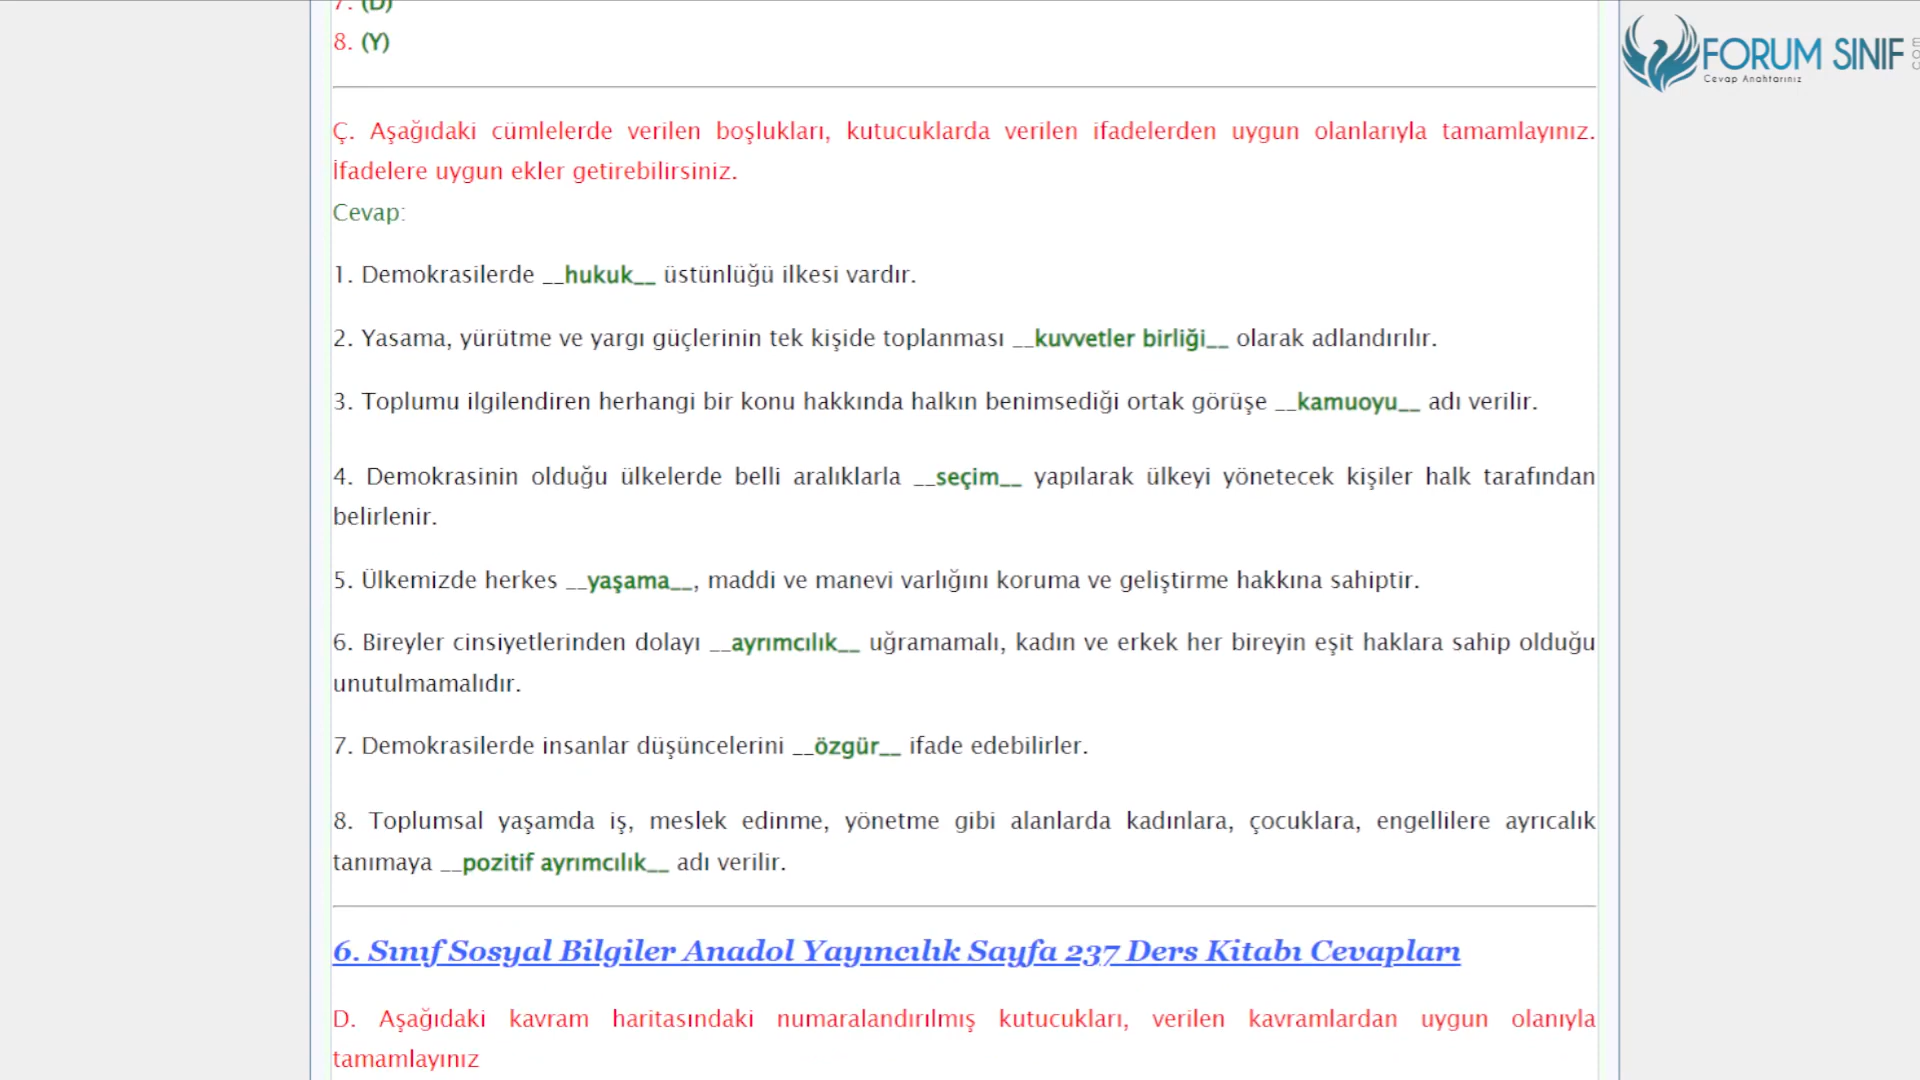 7. (D)
8. (Y)
FORUM SINIF
com
Cevap Anahtarınız
Ç. Aşağıdaki cümlelerde verilen boşlukları, kutucuklarda verilen ifadelerden uygun olanlarıyla tamamlayınız.
İfadelere uygun ekler getirebilirsiniz.
Cevap:
1. Demokrasilerde __hukuk__ üstünlüğü ilkesi vardır.
2. Yasama, yürütme ve yargı güçlerinin tek kişide toplanması __kuvvetler birliği__ olarak adlandırılır.
3. Toplumu ilgilendiren herhangi bir konu hakkında halkın benimsediği ortak görüşe __kamuoyu__ adı verilir.
4. Demokrasinin olduğu ülkelerde belli aralıklarla __seçim__ yapılarak ülkeyi yönetecek kişiler halk tarafından
belirlenir.
5. Ülkemizde herkes __yaşama__, maddi ve manevi varlığını koruma ve geliştirme hakkına sahiptir.
6. Bireyler cinsiyetlerinden dolayı __ayrımcılık__ uğramamalı, kadın ve erkek her bireyin eşit haklara sahip olduğu
unutulmamalıdır.
7. Demokrasilerde insanlar düşüncelerini __özgür__ ifade edebilirler.
8. Toplumsal yaşamda iş, meslek edinme, yönetme gibi alanlarda kadınlara, çocuklara, engellilere ayrıcalık
tanımaya __pozitif ayrımcılık__ adı verilir.
6. Sınıf Sosyal Bilgiler Anadol Yayıncılık Sayfa 237 Ders Kitabı Cevapları
D. Aşağıdaki kavram haritasındaki numaralandırılmış kutucukları, verilen kavramlardan uygun olanıyla
tamamlayınız